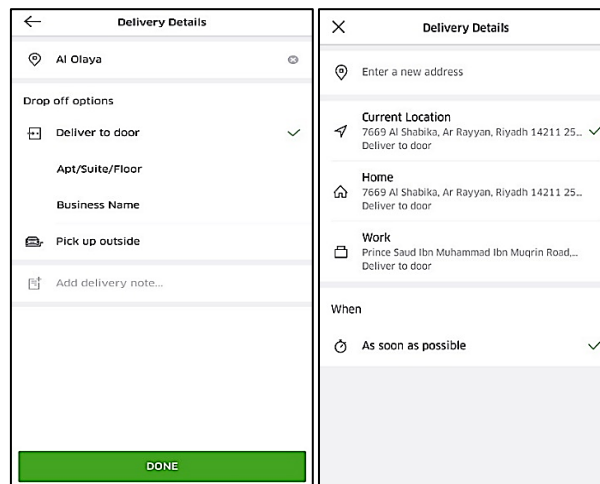 Delivery Details
Al Olaya
Drop off options
Deliver to door
Apt/Suite/Floor
Business Name
Pick up outside
Add delivery note...
DONE
Delivery Details
Enter a new address
Current Location
7669 Al Shabika, Ar Rayyan, Riyadh 14211 25...
Deliver to door
Home
7669 Al Shabika, Ar Rayyan, Riyadh 14211 25...
Deliver to door
Work
Prince Saud Ibn Muhammad Ibn Muqrin Road,...
Deliver to door
When
As soon as possible